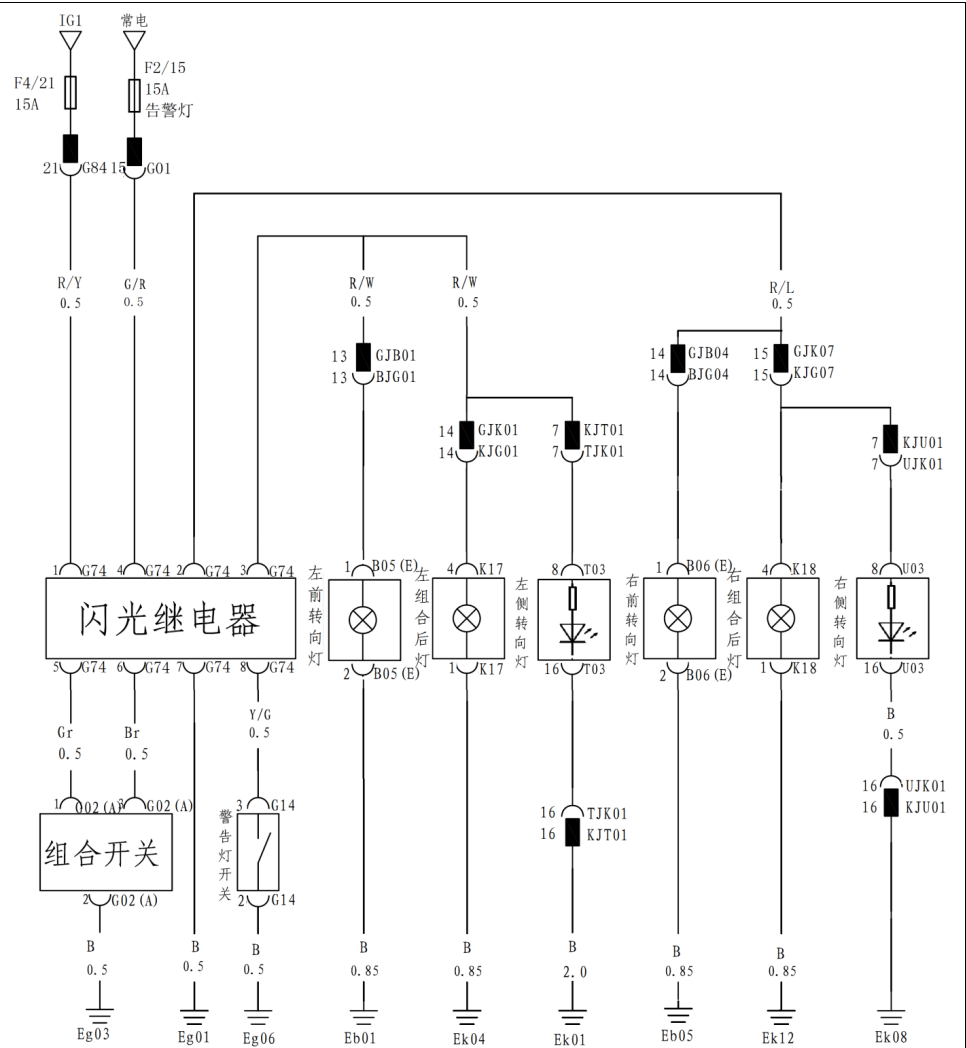 IG1
常电
F4/21
15A
F2/15
15A
告警灯
21
G84
15
G01
R/Y
0.5
G/R
0.5
R/W
0.5
R/W
0.5
R/L
0.5
13
GJB01
13
BJG01
14
GJB04
14
BJG04
15
GJK07
15
KJG07
14
GJK01
14
KJG01
7
KJT01
7
TJK01
7
KJU01
7
UJK01
1
G74
4
G74
2
G74
3
G74
1
B05(E)
4
K17
8
T03
1
B06(E)
4
K18
8
U03
闪光继电器
左前转向灯
左组合后灯
左侧转向灯
右前转向灯
右组合后灯
右侧转向灯
5
G74
6
G74
7
G74
8
G74
2
B05(E)
1
K17
16
T03
2
B06(E)
1
K18
16
U03
Gr
0.5
Br
0.5
Y/G
0.5
B
0.5
1
G02(A)
3
G02(A)
3
G14
16
TJK01
16
KJT01
16
UJK01
16
KJU01
组合开关
警告灯开关
2
G02(A)
2
G14
B
0.5
B
0.5
B
0.5
B
0.85
B
0.85
B
2.0
B
0.85
B
0.85
Eg03
Eg01
Eg06
Eb01
Ek04
Ek01
Eb05
Ek12
Ek08